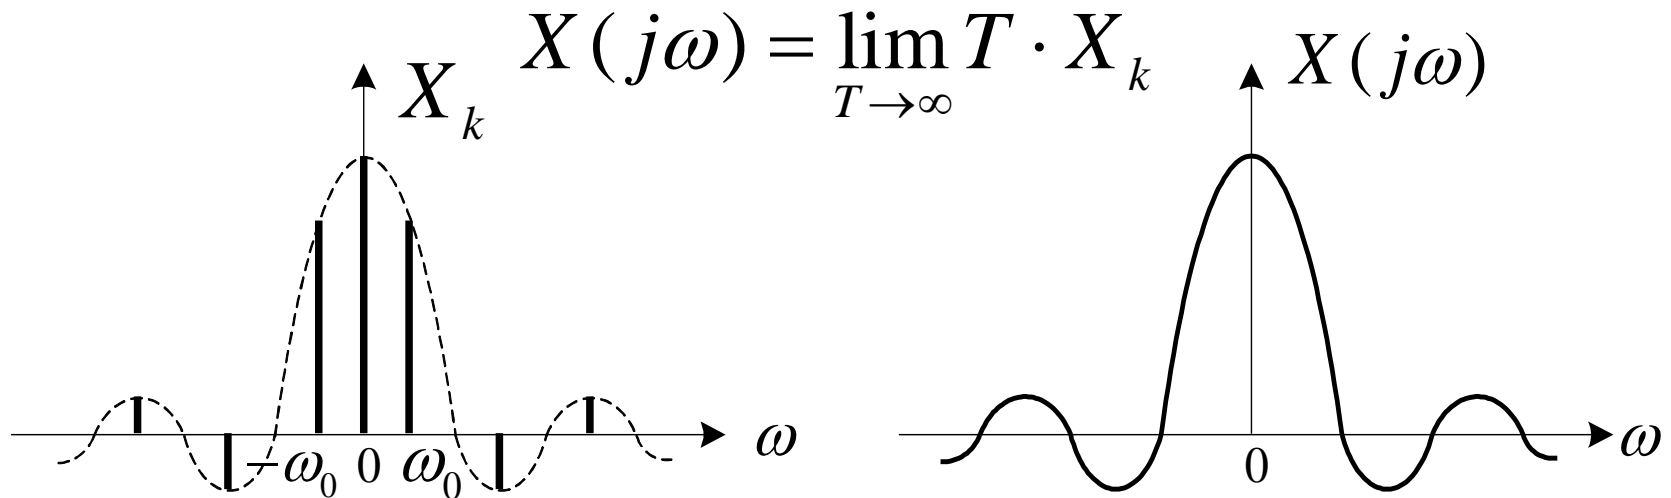 X(jω) = lim T · X_k
T→∞
X_k
X(jω)
−ω_0 0 ω_0 ω
0 ω